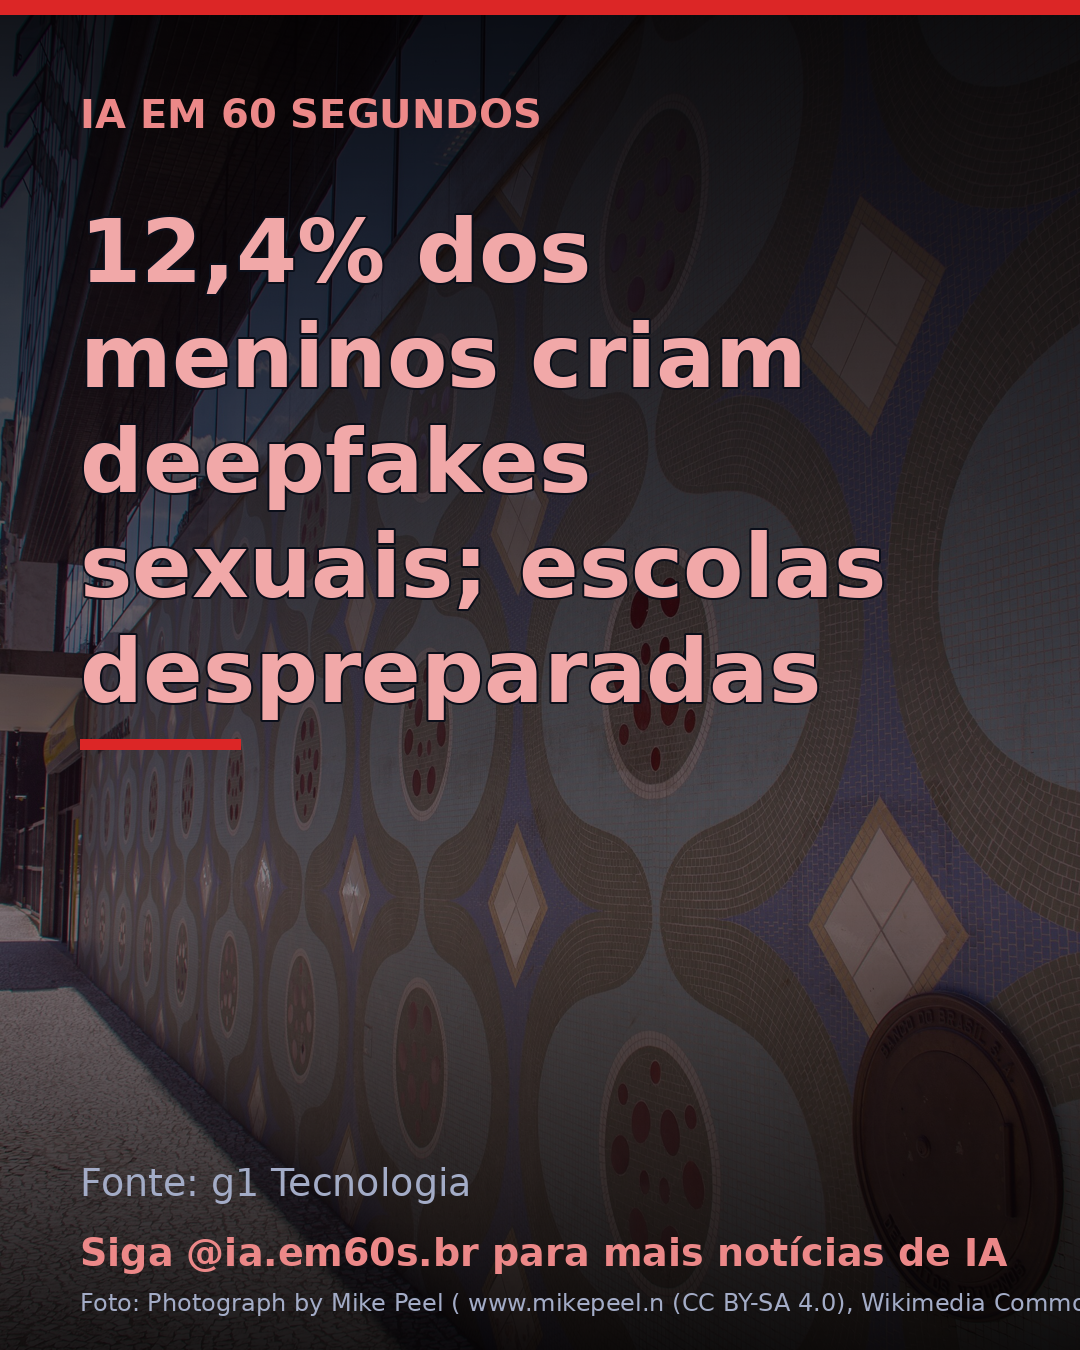 IA EM 60 SEGUNDOS
12,4% dos
meninos criam
deepfakes
sexuais; escolas
despreparadas
Fonte: g1 Tecnologia
Siga @ia.em60s.br para mais notícias de IA
Foto: Photograph by Mike Peel ( www.mikepeel.n (CC BY-SA 4.0), Wikimedia Commo